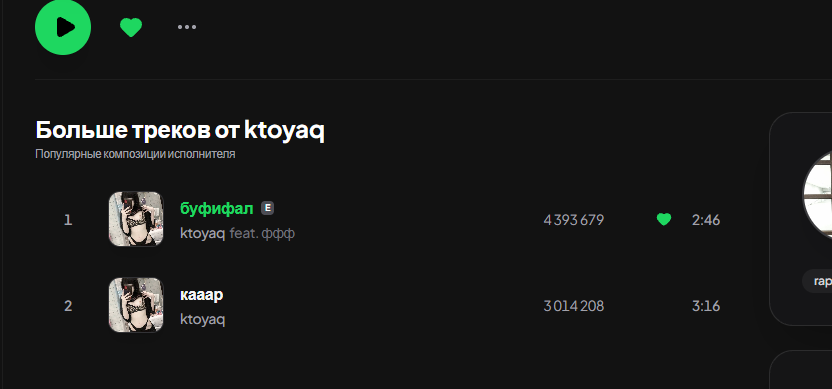 Больше треков от ktoyaq
Популярные композиции исполнителя
1
буфифал E
ktoyaq feat. ффф
4 393 679
2:46
2
кааар
ktoyaq
3 014 208
3:16
rap